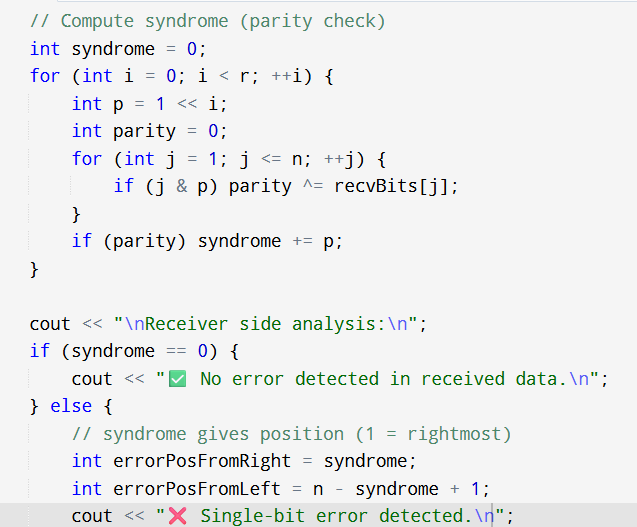 // Compute syndrome (parity check)
int syndrome = 0;
for (int i = 0; i < r; ++i) {
    int p = 1 << i;
    int parity = 0;
    for (int j = 1; j <= n; ++j) {
        if (j & p) parity ^= recvBits[j];
    }
    if (parity) syndrome += p;
}

cout << "\nReceiver side analysis:\n";
if (syndrome == 0) {
    cout << "✅ No error detected in received data.\n";
} else {
    // syndrome gives position (1 = rightmost)
    int errorPosFromRight = syndrome;
    int errorPosFromLeft = n - syndrome + 1;
    cout << "❌ Single-bit error detected.\n";